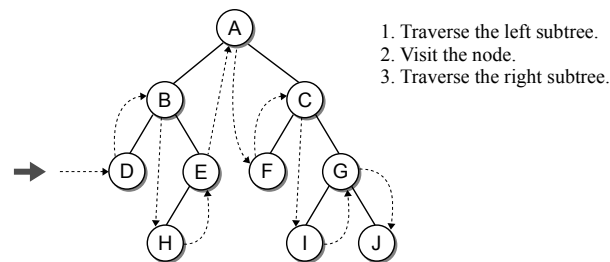 A
1. Traverse the left subtree.
2. Visit the node.
3. Traverse the right subtree.
B
C
D
E
F
G
H
I
J